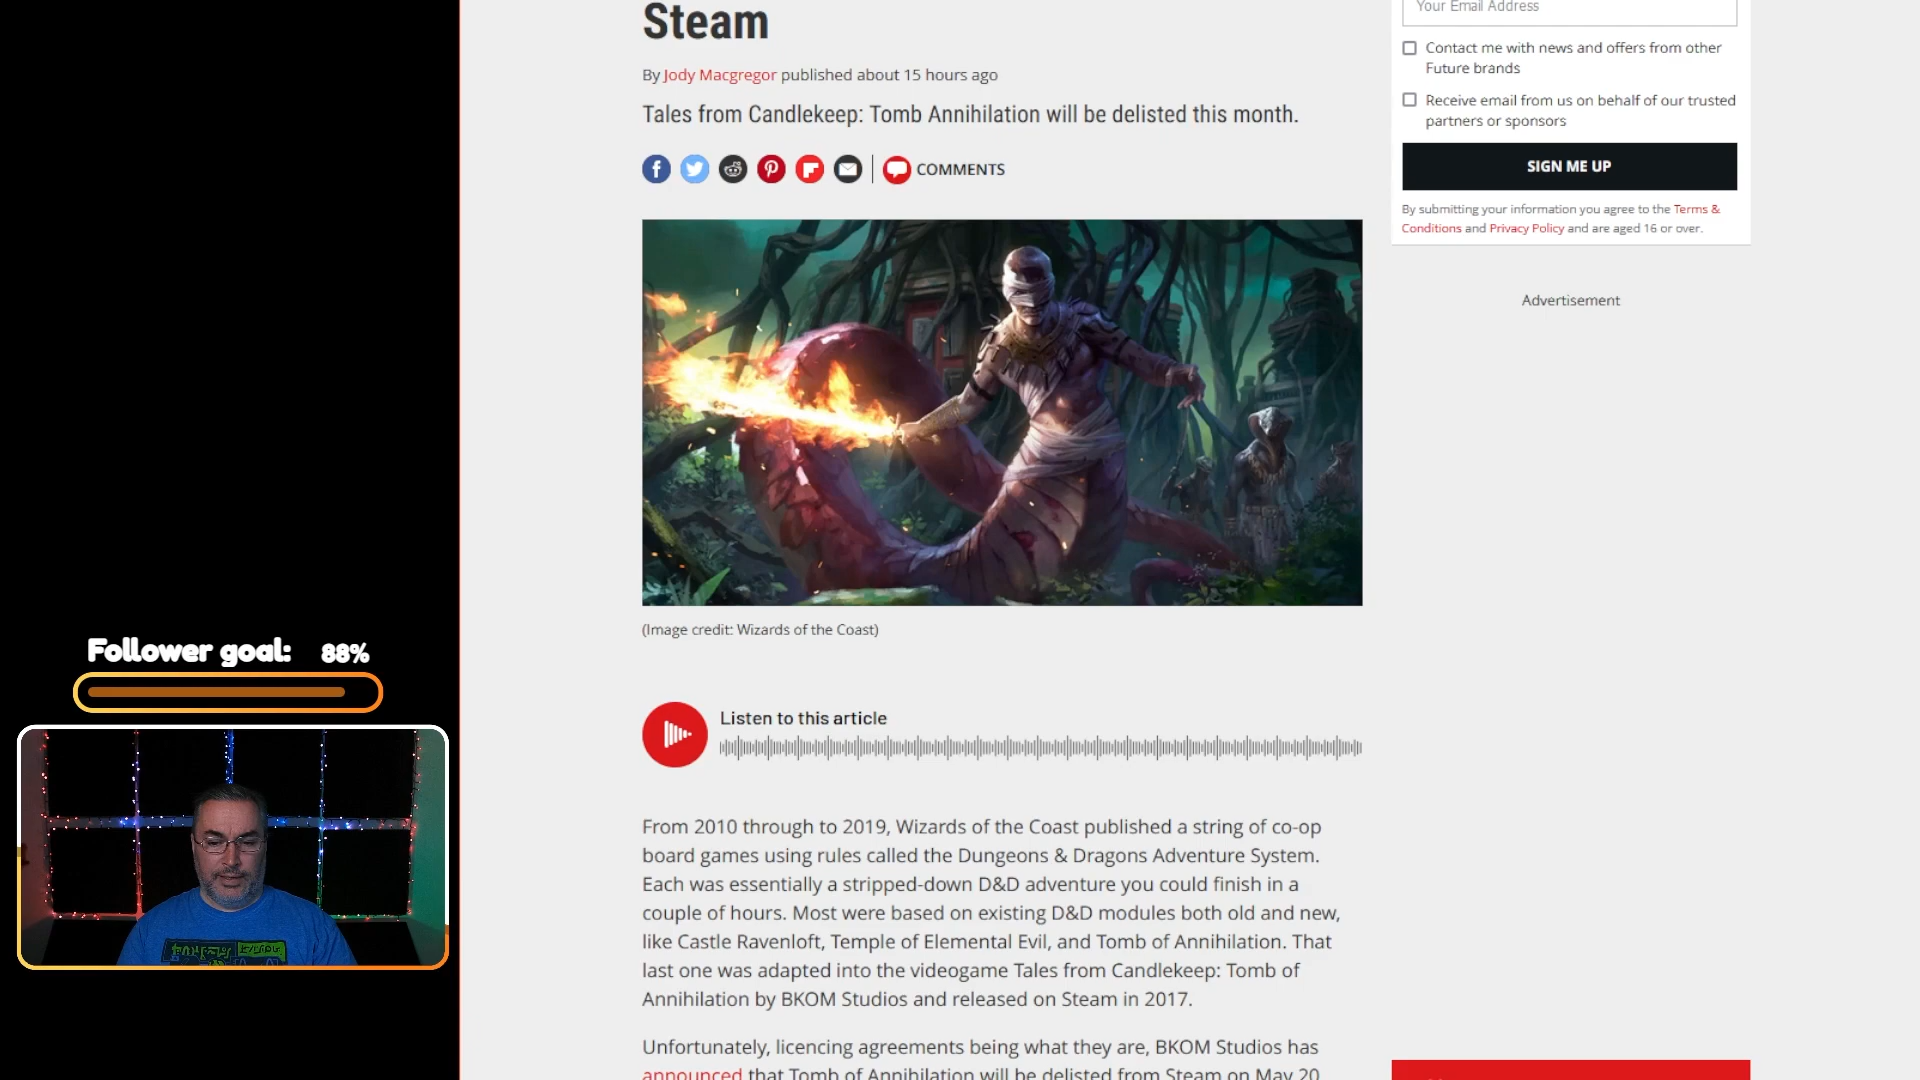 Steam
By Jody Macgregor published about 15 hours ago
Tales from Candlekeep: Tomb Annihilation will be delisted this month.
COMMENTS
(Image credit: Wizards of the Coast)
Listen to this article
From 2010 through to 2019, Wizards of the Coast published a string of co-op
board games using rules called the Dungeons & Dragons Adventure System.
Each was essentially a stripped-down D&D adventure you could finish in a
couple of hours. Most were based on existing D&D modules both old and new,
like Castle Ravenloft, Temple of Elemental Evil, and Tomb of Annihilation. That
last one was adapted into the videogame Tales from Candlekeep: Tomb of
Annihilation by BKOM Studios and released on Steam in 2017.
Unfortunately, licencing agreements being what they are, BKOM Studios has
announced that Tomb of Annihilation will be delisted from Steam on May 20.
Your Email Address
Contact me with news and offers from other
Future brands
Receive email from us on behalf of our trusted
partners or sponsors
SIGN ME UP
By submitting your information you agree to the Terms &
Conditions and Privacy Policy and are aged 16 or over.
Advertisement
Follower goal: 88%